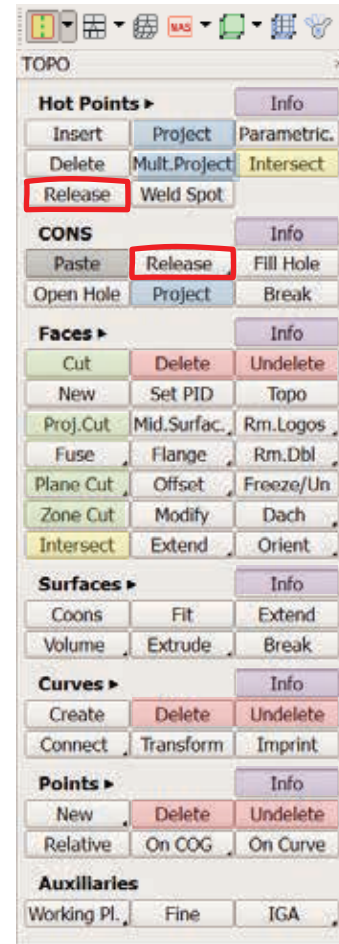 NAS
TOPO
Hot Points Info
Insert Project Parametric.
Delete Mult.Project Intersect
Release Weld Spot
CONS Info
Paste Release Fill Hole
Open Hole Project Break
Faces Info
Cut Delete Undelete
New Set PID Topo
Proj.Cut Mid.Surfac. Rm.Logos
Fuse Flange Rm.Dbl
Plane Cut Offset Freeze/Un
Zone Cut Modify Dach
Intersect Extend Orient
Surfaces Info
Coons Fit Extend
Volume Extrude Break
Curves Info
Create Delete Undelete
Connect Transform Imprint
Points Info
New Delete Undelete
Relative On COG On Curve
Auxiliaries
Working Pl. Fine IGA